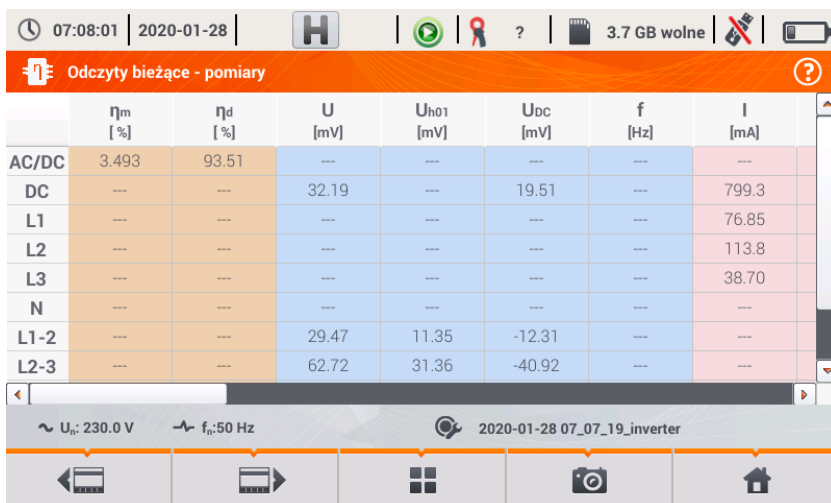 07:08:01 2020-01-28 H ? 3.7 GB wolne
η Odczyty bieżące - pomiary ?
ηm ηd U Uh01 UDC f I
[ %] [ %] [mV] [mV] [mV] [Hz] [mA]
AC/DC 3.493 93.51 --- --- --- --- ---
DC --- --- 32.19 --- 19.51 --- 799.3
L1 --- --- --- --- --- --- 76.85
L2 --- --- --- --- --- --- 113.8
L3 --- --- --- --- --- --- 38.70
N --- --- --- --- --- --- ---
L1-2 --- --- 29.47 11.35 -12.31 --- ---
L2-3 --- --- 62.72 31.36 -40.92 --- ---
Un: 230.0 V fn:50 Hz 2020-01-28 07_07_19_inverter